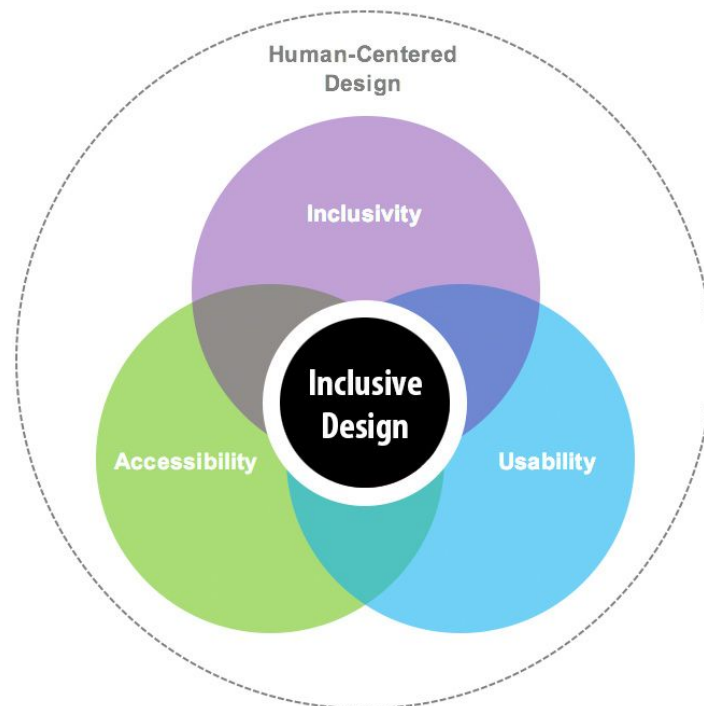 Human-Centered
Design
Inclusivity
Inclusive
Design
Accessibility
Usability